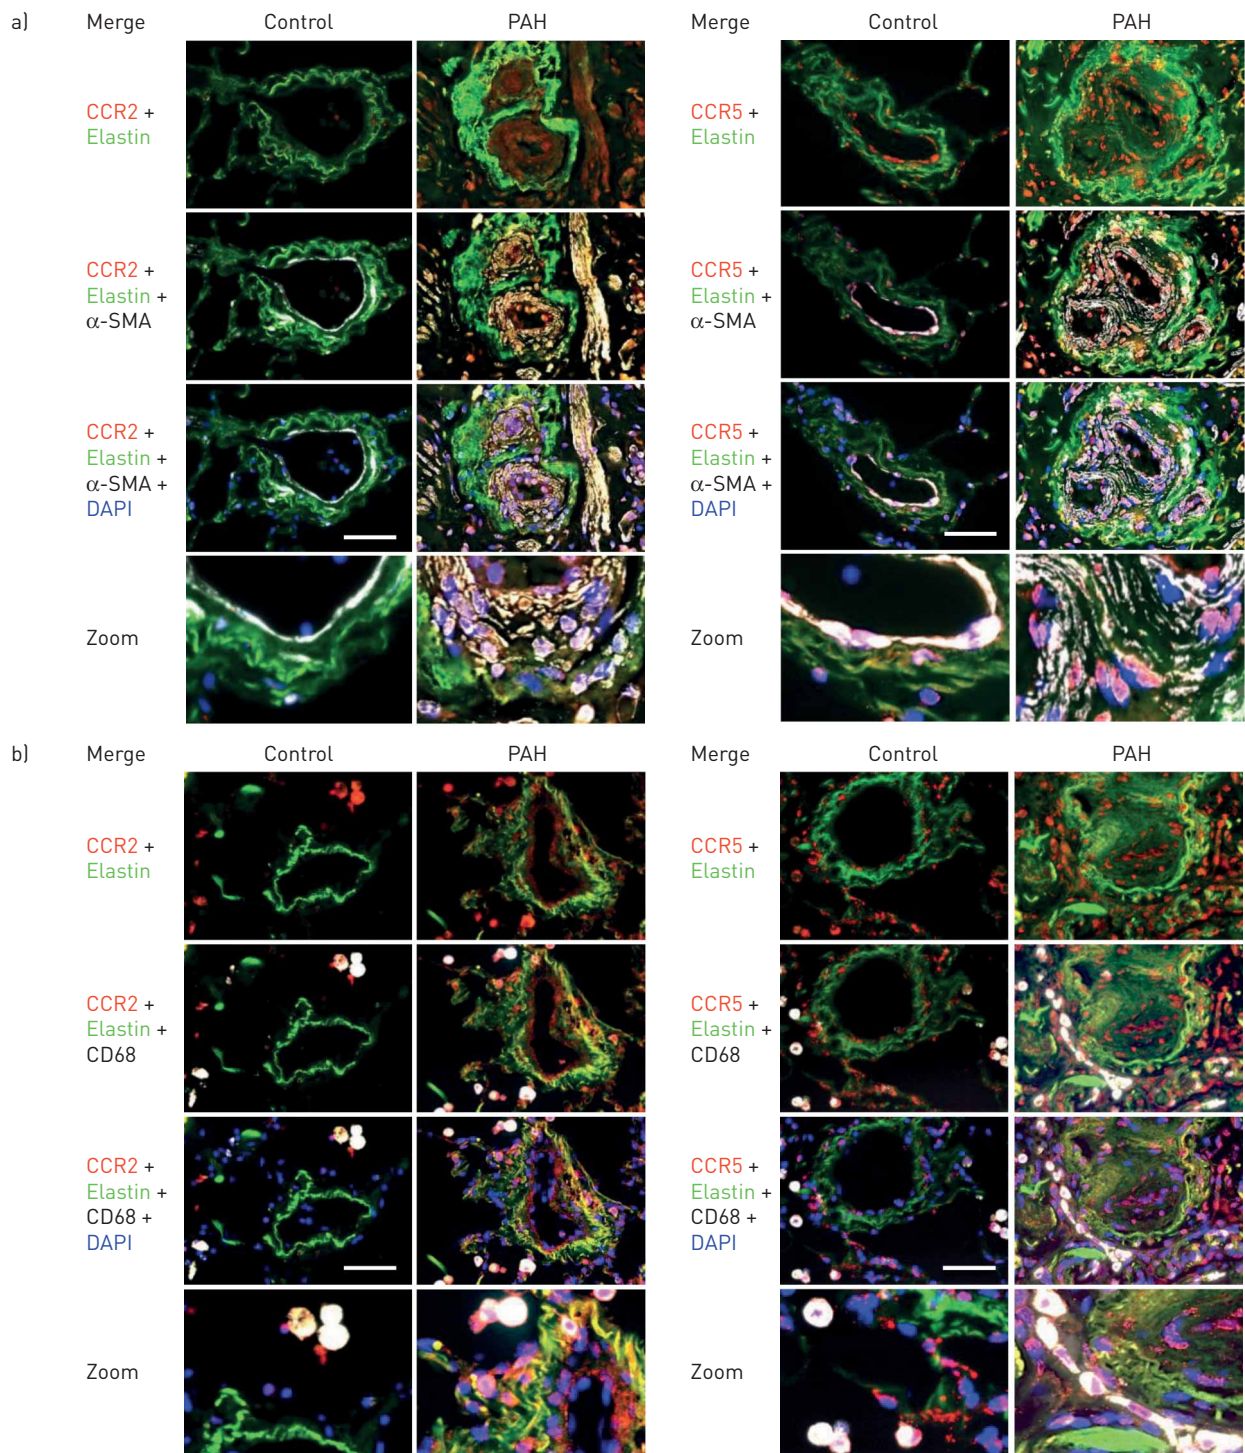 a)
Merge
Control
PAH
CCR2 +
Elastin
CCR2 +
Elastin +
α-SMA
CCR2 +
Elastin +
α-SMA +
DAPI
Zoom
Merge
Control
PAH
CCR5 +
Elastin
CCR5 +
Elastin +
α-SMA
CCR5 +
Elastin +
α-SMA +
DAPI
Zoom
b)
Merge
Control
PAH
CCR2 +
Elastin
CCR2 +
Elastin +
CD68
CCR2 +
Elastin +
CD68 +
DAPI
Zoom
Merge
Control
PAH
CCR5 +
Elastin
CCR5 +
Elastin +
CD68
CCR5 +
Elastin +
CD68 +
DAPI
Zoom